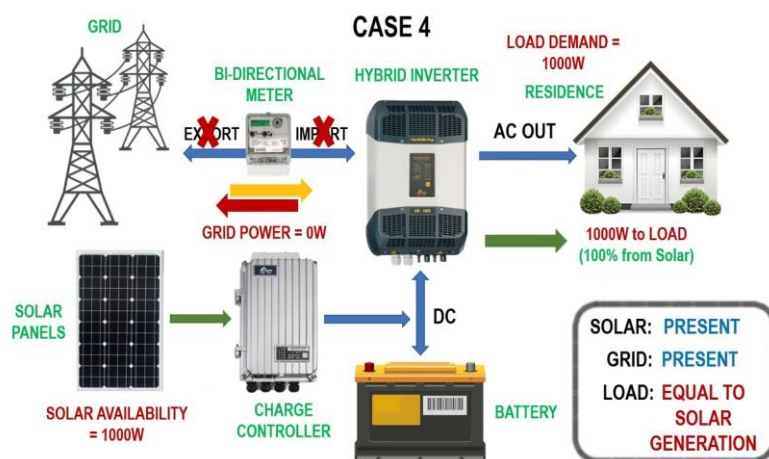 CASE 4
GRID
BI-DIRECTIONAL
METER
HYBRID INVERTER
LOAD DEMAND =
1000W
RESIDENCE
EXPORT
IMPORT
AC OUT
GRID POWER = 0W
1000W to LOAD
(100% from Solar)
SOLAR
PANELS
DC
SOLAR AVAILABILITY
= 1000W
CHARGE
CONTROLLER
BATTERY
SOLAR: PRESENT
GRID: PRESENT
LOAD: EQUAL TO
SOLAR
GENERATION